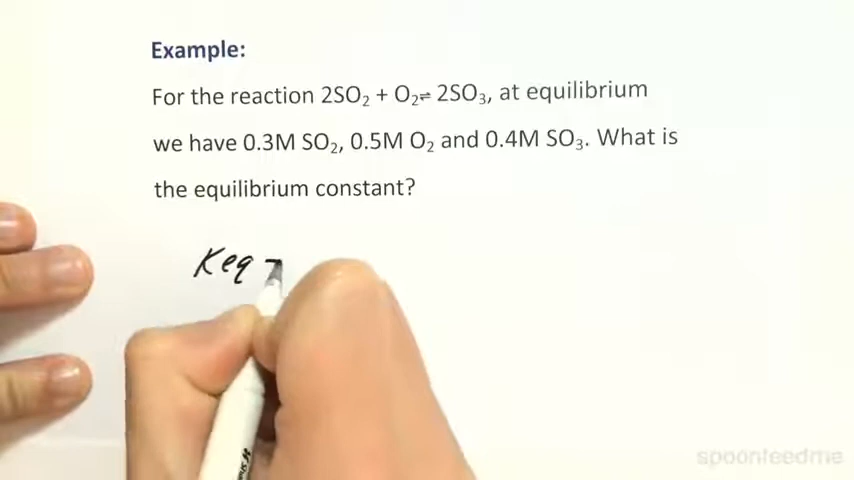 Example:
For the reaction 2SO₂ + O₂⇌ 2SO₃, at equilibrium
we have 0.3M SO₂, 0.5M O₂ and 0.4M SO₃. What is
the equilibrium constant?
Keq
spoonfeedme